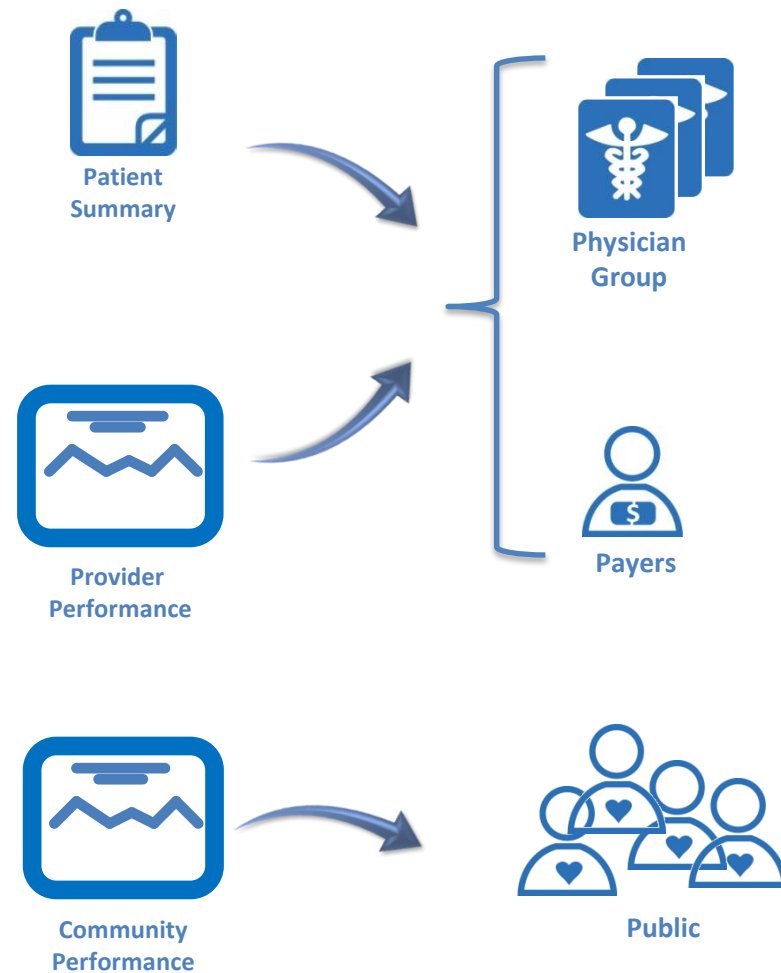 Patient
Summary
Physician
Group
$
Payers
Provider
Performance
Community
Performance
Public